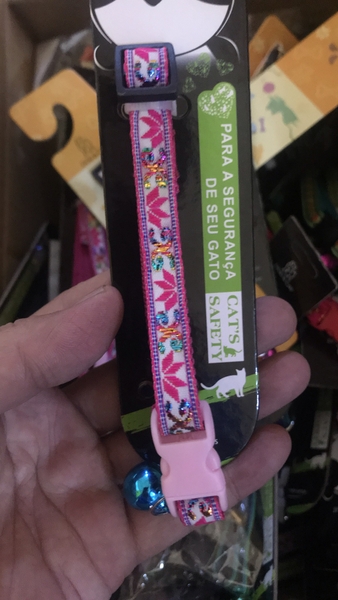 PARA A SEGURANÇA
DE SEU GATO
CAT'S
SAFETY